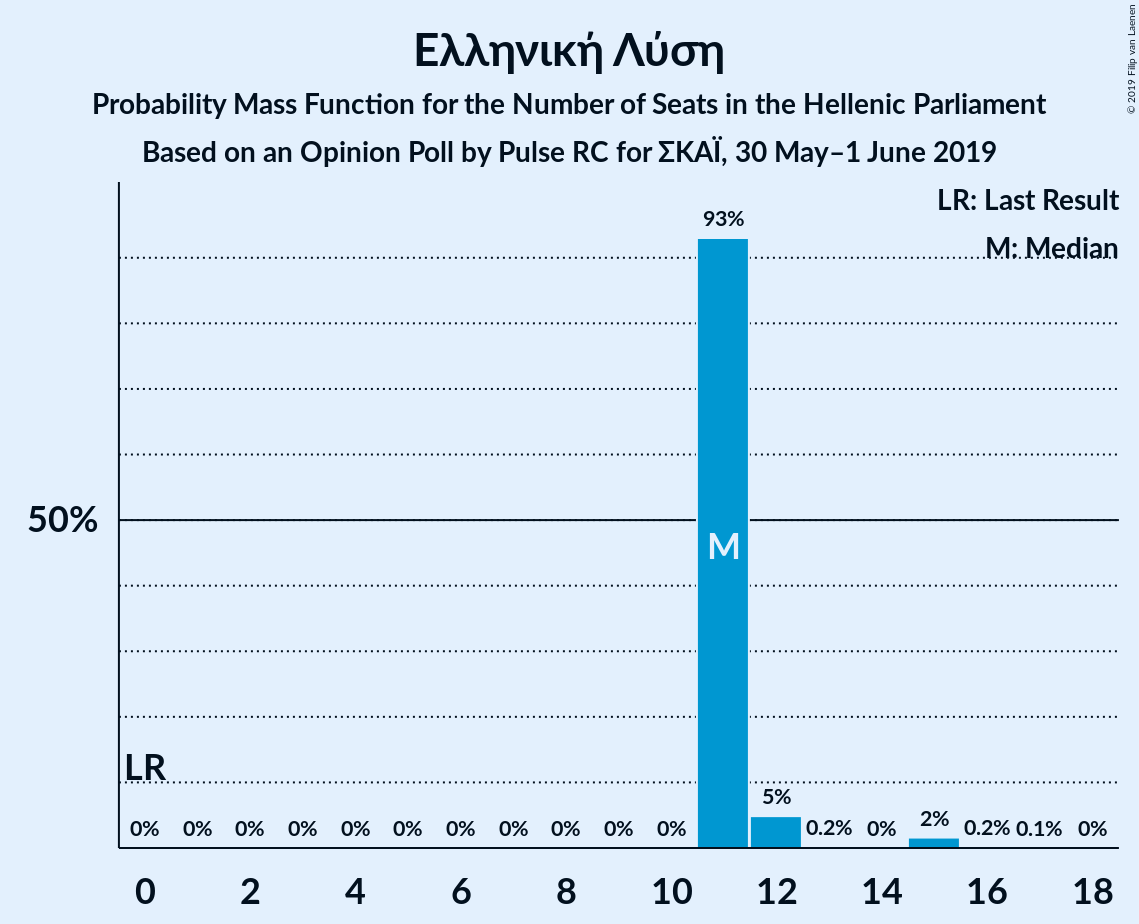 Ελληνική Λύση
Probability Mass Function for the Number of Seats in the Hellenic Parliament
Based on an Opinion Poll by Pulse RC for ΣΚΑΪ, 30 May–1 June 2019
© 2019 Filip van Laenen
LR: Last Result
M: Median
93%
50%
M
LR
0% 0% 0% 0% 0% 0% 0% 0% 0% 0% 0% 5% 0.2% 0% 2% 0.2% 0.1% 0%
0 2 4 6 8 10 12 14 16 18